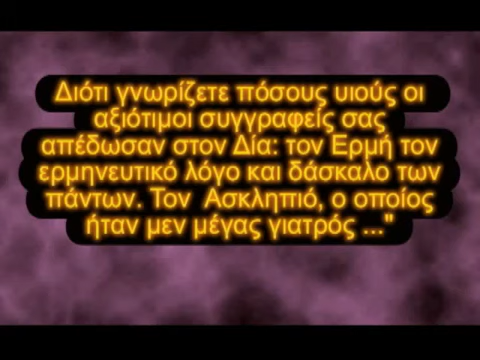 Διότι γνωρίζετε πόσους υιούς οι
αξιότιμοι συγγραφείς σας
απέδωσαν στον Δία: τον Ερμή τον
ερμηνευτικό λόγο και δάσκαλο των
πάντων. Τον Ασκληπιό, ο οποίος
ήταν μεν μέγας γιατρός ..."